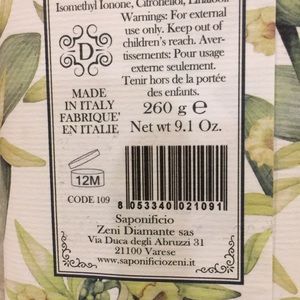 Isomethyl Ionone, Citronellol, Linalool
Warnings: For external
use only. Keep out of
children's reach. Aver-
tissements: Pour usage
externe seulement.
Tenir hors de la portée
des enfants.
D
MADE
IN ITALY
FABRIQUE'
EN ITALIE
260 g e
Net wt 9.1 Oz.
12M
CODE 109
8 053340 021091
Saponificio
Zeni Diamante sas
Via Duca degli Abruzzi 31
21100 Varese
www.saponificiozeni.it